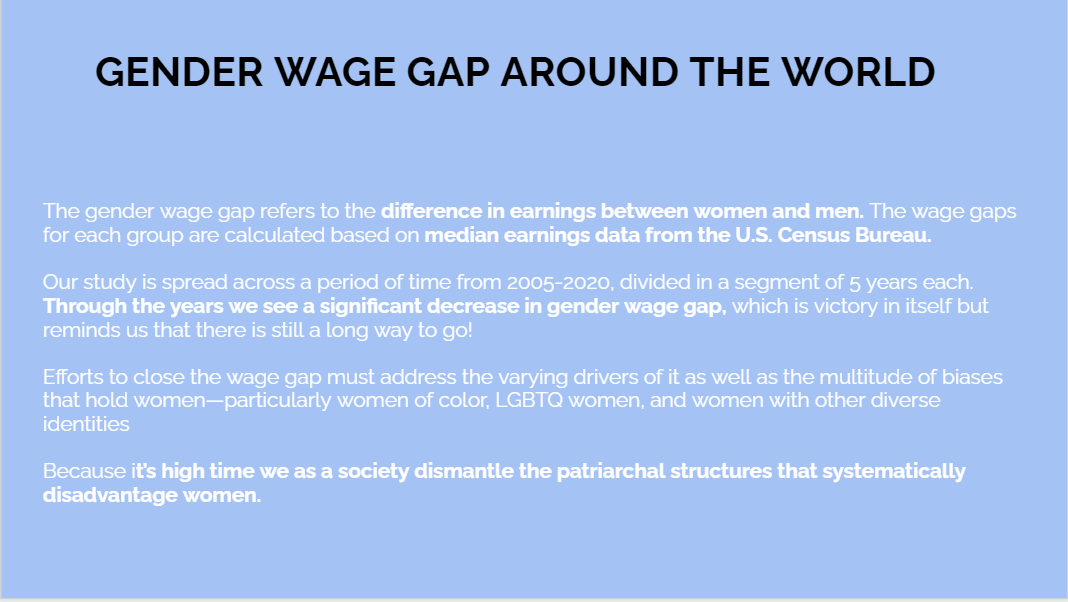 GENDER WAGE GAP AROUND THE WORLD
The gender wage gap refers to the difference in earnings between women and men. The wage gaps
for each group are calculated based on median earnings data from the U.S. Census Bureau.
Our study is spread across a period of time from 2005-2020, divided in a segment of 5 years each.
Through the years we see a significant decrease in gender wage gap, which is victory in itself but
reminds us that there is still a long way to go!
Efforts to close the wage gap must address the varying drivers of it as well as the multitude of biases
that hold women—particularly women of color, LGBTQ women, and women with other diverse
identities
Because it's high time we as a society dismantle the patriarchal structures that systematically
disadvantage women.